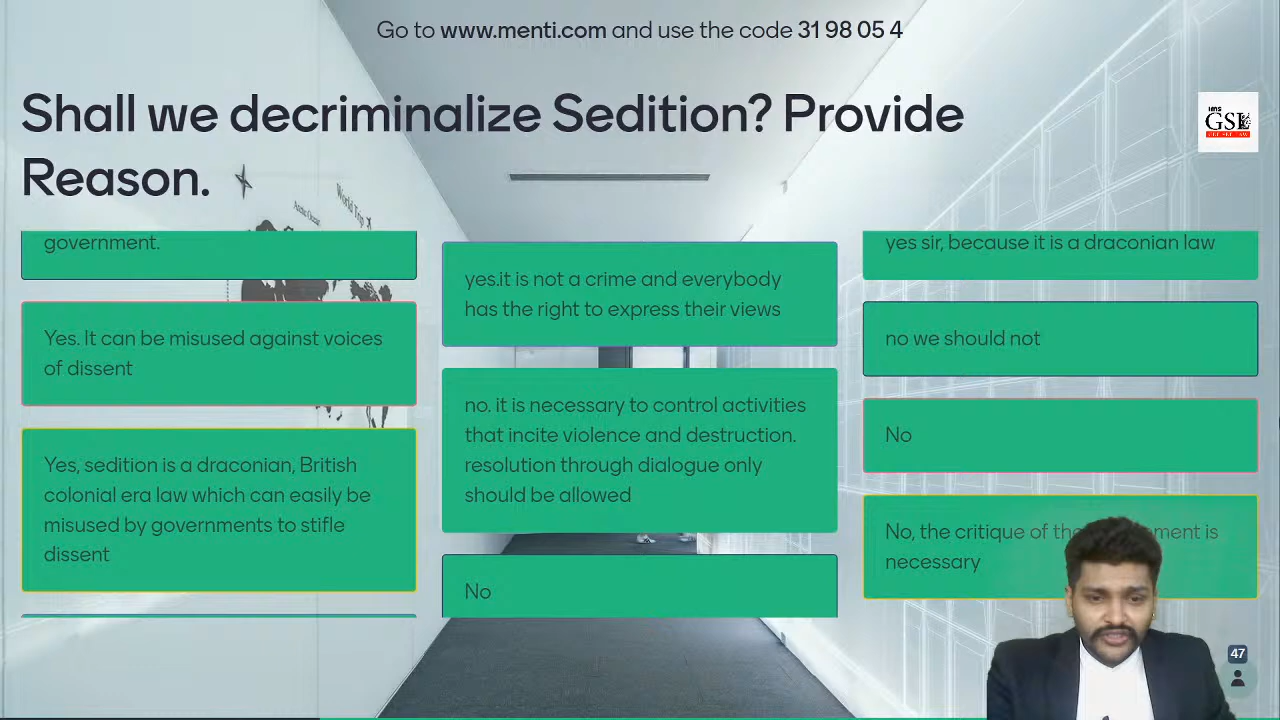 Go to www.menti.com and use the code 31 98 05 4
Shall we decriminalize Sedition? Provide
Reason.
ims
GSL
World Trip
government.
Yes. It can be misused against voices
of dissent
Yes, sedition is a draconian, British
colonial era law which can easily be
misused by governments to stifle
dissent
yes.it is not a crime and everybody
has the right to express their views
no. it is necessary to control activities
that incite violence and destruction.
resolution through dialogue only
should be allowed
No
yes sir, because it is a draconian law
no we should not
No
No, the critique of is
necessary
47